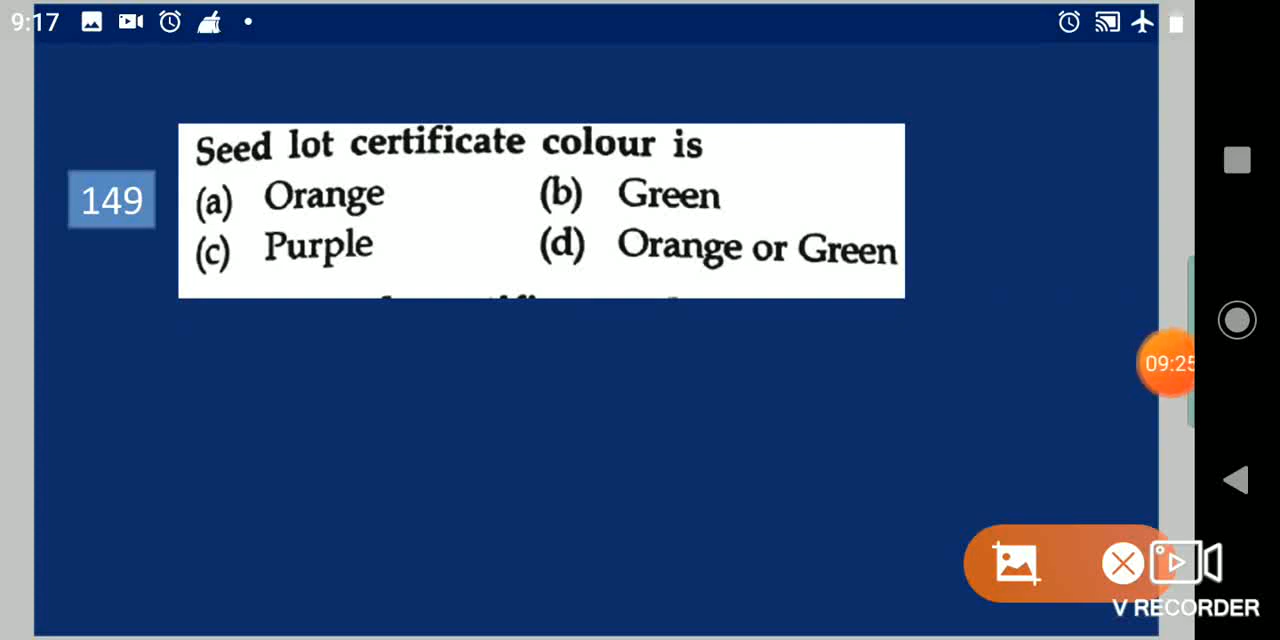 9:17
Seed lot certificate colour is
149
(a) Orange (b) Green
(c) Purple (d) Orange or Green
09:25
V RECORDER